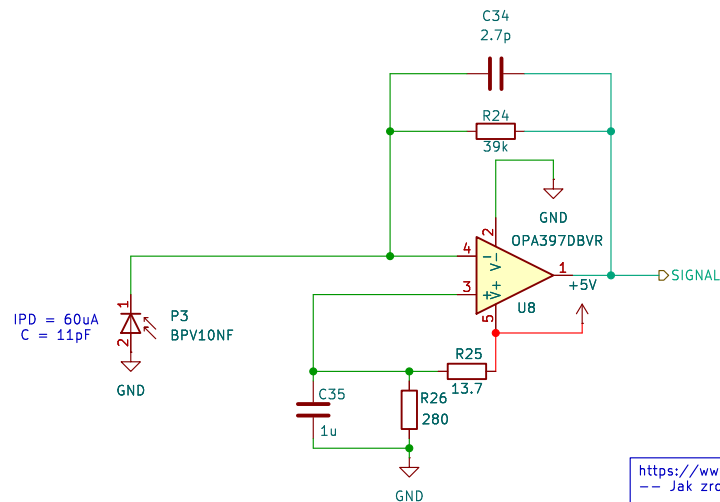 C34
2.7p
R24
39k
GND
2
OPA397DBVR
4
-
V-
1
SIGNAL
3
+
V+
+5V
U8
5
1
IPD = 60uA
P3
C = 11pF
BPV10NF
2
GND
R25
13.7
C35
R26
280
1u
GND
https://ww
-- Jak zro